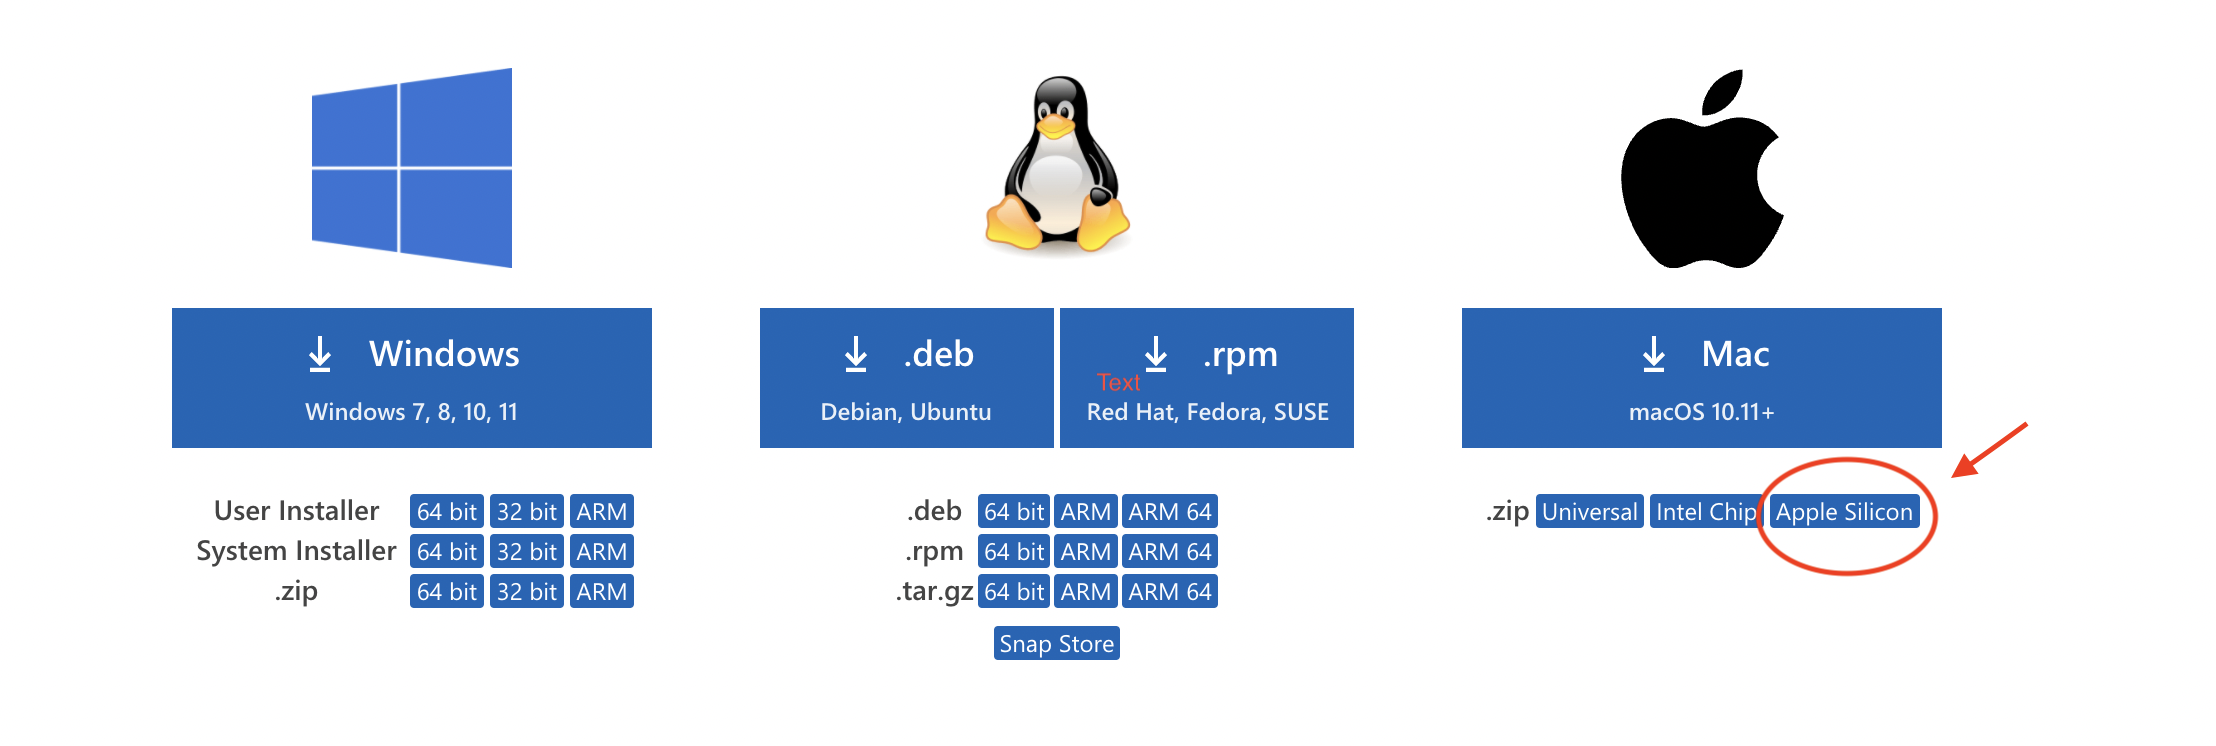 Windows
Windows 7, 8, 10, 11
User Installer 64 bit 32 bit ARM
System Installer 64 bit 32 bit ARM
.zip 64 bit 32 bit ARM
.deb
Debian, Ubuntu
.rpm
Text
Red Hat, Fedora, SUSE
.deb 64 bit ARM ARM 64
.rpm 64 bit ARM ARM 64
.tar.gz 64 bit ARM ARM 64
Snap Store
Mac
macOS 10.11+
.zip Universal Intel Chip Apple Silicon